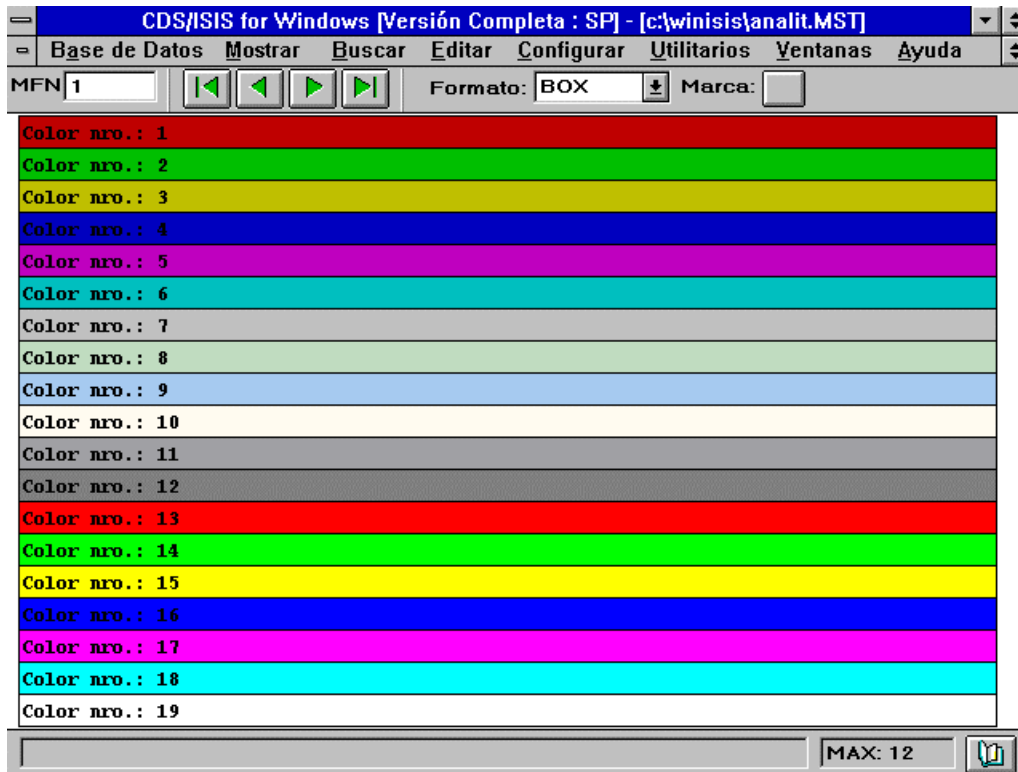 CDS/ISIS for Windows [Versión Completa : SP] - [c:\winisis\analit.MST]
Base de Datos Mostrar Buscar Editar Configurar Utilitarios Ventanas Ayuda
MFN 1 Formato: BOX Marca:
Color nro.: 1
Color nro.: 2
Color nro.: 3
Color nro.: 4
Color nro.: 5
Color nro.: 6
Color nro.: 7
Color nro.: 8
Color nro.: 9
Color nro.: 10
Color nro.: 11
Color nro.: 12
Color nro.: 13
Color nro.: 14
Color nro.: 15
Color nro.: 16
Color nro.: 17
Color nro.: 18
Color nro.: 19
MAX: 12